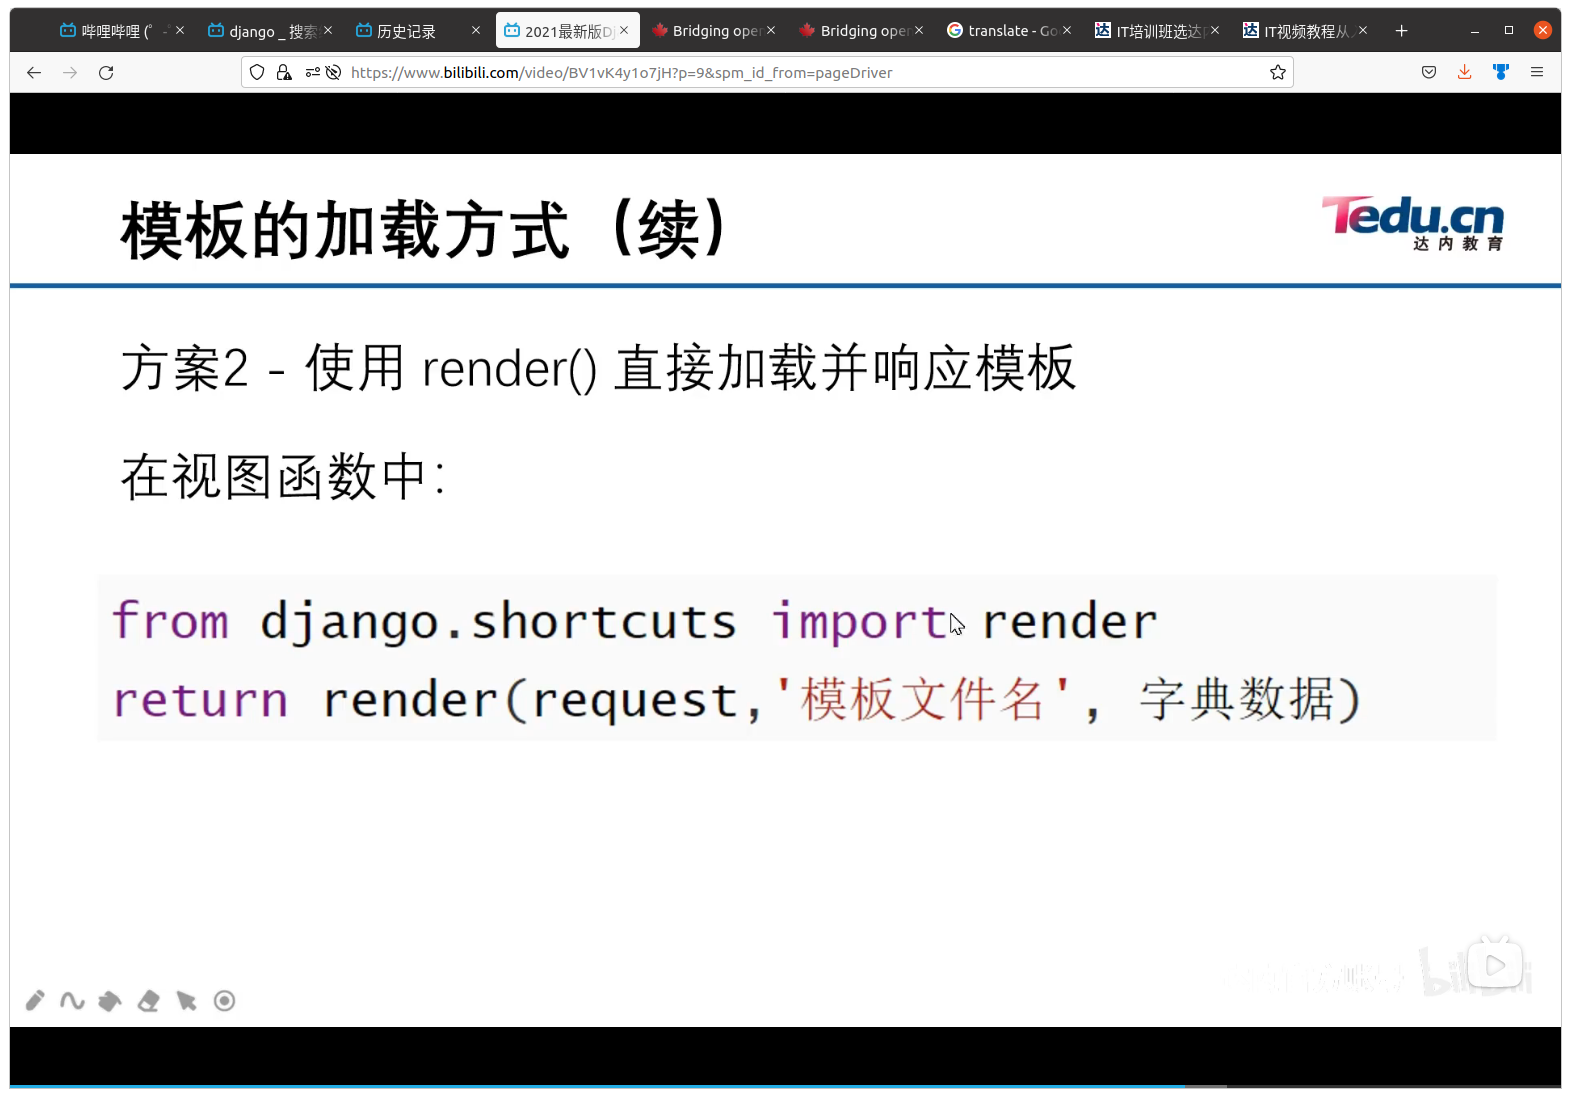 哔哩哔哩 (゜-゜
django _ 搜索
历史记录
2021最新版Dj
Bridging oper
Bridging oper
translate - Go
IT培训班选达内
IT视频教程从入
https://www.bilibili.com/video/BV1vK4y1o7jH?p=9&spm_id_from=pageDriver
模板的加载方式（续）
Tedu.cn
达内教育
方案2 - 使用 render() 直接加载并响应模板
在视图函数中：
from django.shortcuts import render
return render(request,'模板文件名', 字典数据)
bilibili